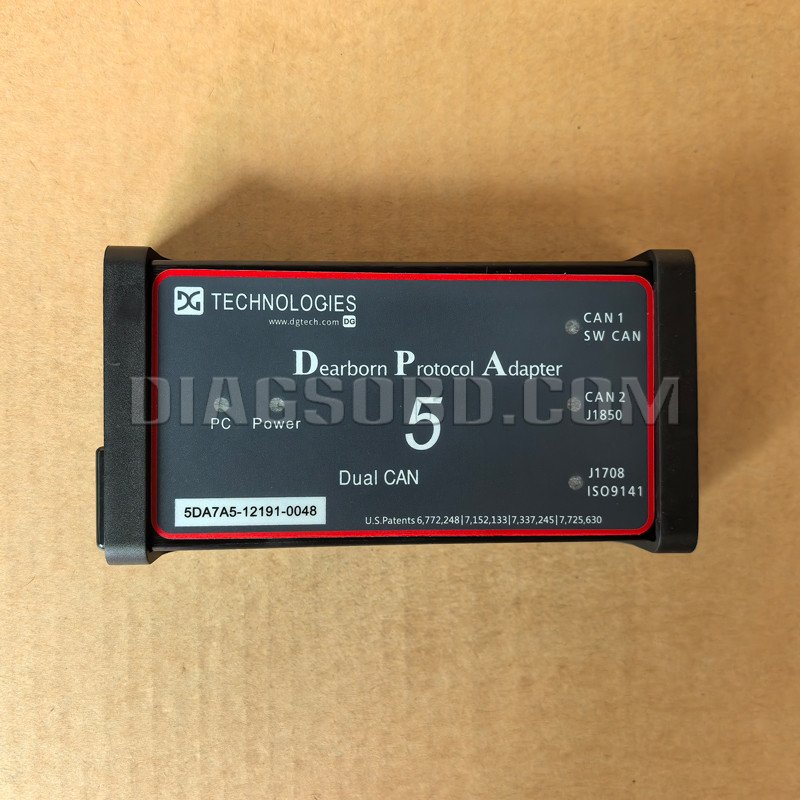 DG TECHNOLOGIES
www.dgtech.com DG
CAN 1
SW CAN
Dearborn Protocol Adapter
DIAGSOBD.COM
CAN 2
J1850
PC Power
5
Dual CAN
J1708
ISO9141
5DA7A5-12191-0048
U.S.Patents 6,772,248|7,152,133|7,337,245|7,725,630